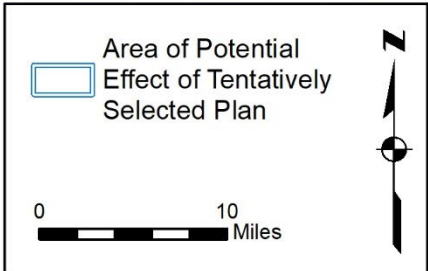 Area of Potential
Effect of Tentatively
Selected Plan
N
0 10
Miles